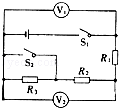 V₁
S₁
S₂
R₁
R₃
R₂
V₂